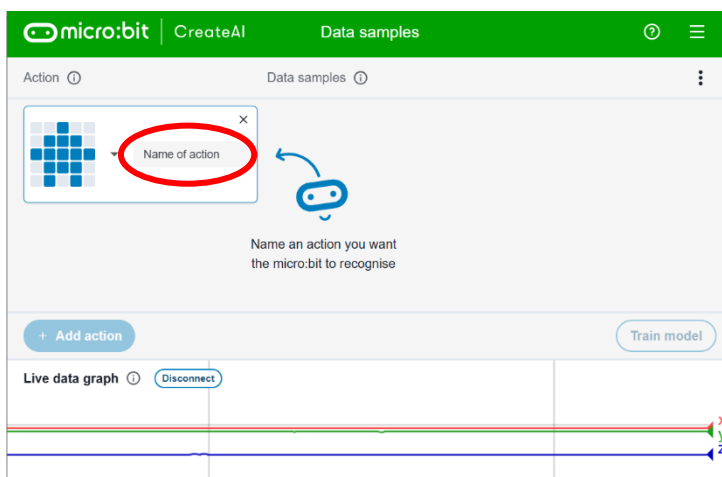 micro:bit CreateAI Data samples
Action Data samples
Name of action
Name an action you want
the micro:bit to recognise
+ Add action Train model
Live data graph Disconnect
x
y
z